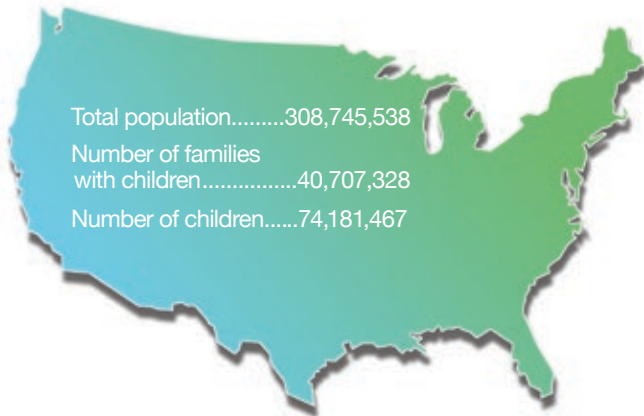 Total population.........308,745,538
Number of families
with children................40,707,328
Number of children......74,181,467